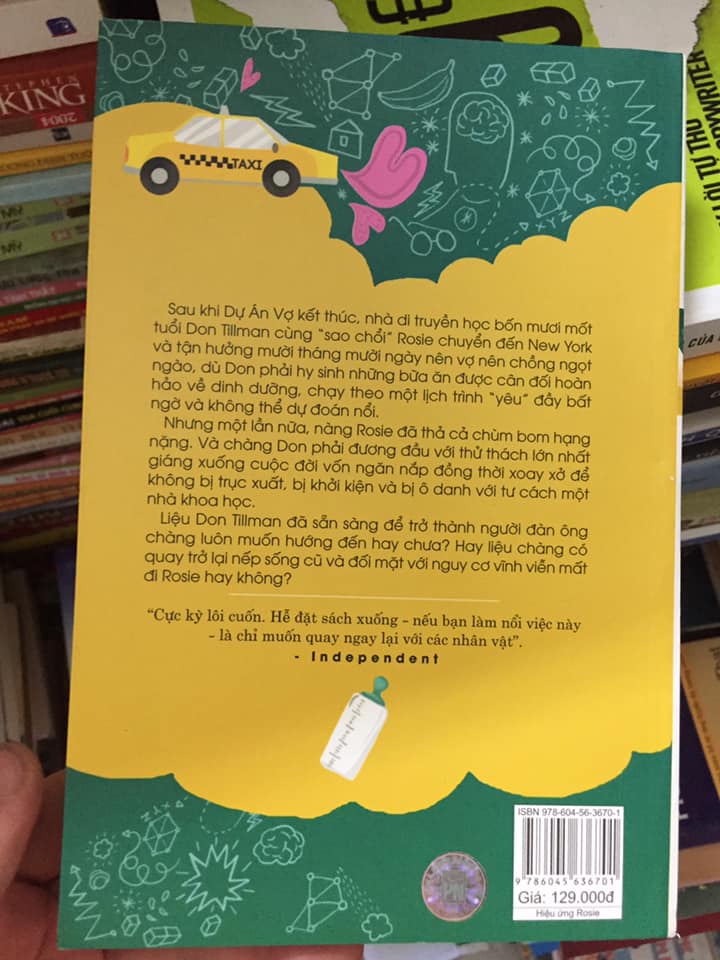 STEPHEN
KING
2004
TAXI
Sau khi Dự Án Vợ kết thúc, nhà di truyền học bốn mươi mốt
tuổi Don Tillman cùng “sao chổi” Rosie chuyển đến New York
và tận hưởng mười tháng mười ngày nên vợ nên chồng ngọt
ngào, dù Don phải hy sinh những bữa ăn được cân đối hoàn
hảo về dinh dưỡng, chạy theo một lịch trình “yêu” đầy bất
ngờ và không thể dự đoán nổi.
Nhưng một lần nữa, nàng Rosie đã thả cả chùm bom hạng
nặng. Và chàng Don phải đương đầu với thử thách lớn nhất
giáng xuống cuộc đời vốn ngăn nắp đồng thời xoay xở để
không bị trục xuất, bị khởi kiện và bị ô danh với tư cách một
nhà khoa học.
Liệu Don Tillman đã sẵn sàng để trở thành người đàn ông
chàng luôn muốn hướng đến hay chưa? Hay liệu chàng có
quay trở lại nếp sống cũ và đối mặt với nguy cơ vĩnh viễn mất
đi Rosie hay không?
“Cực kỳ lôi cuốn. Hễ đặt sách xuống – nếu bạn làm nổi việc này
– là chỉ muốn quay ngay lại với các nhân vật”.
- Independent
ISBN 978-604-56-3670-1
9 786045 636701
Giá: 129.000đ
Hiệu ứng Rosie
PN